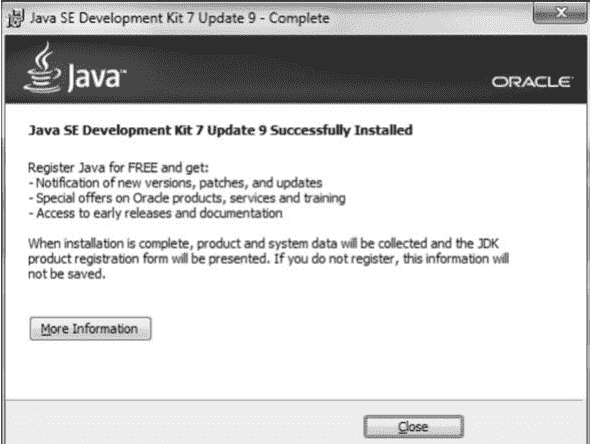 Java SE Development Kit 7 Update 9 - Complete
Java™
ORACLE
Java SE Development Kit 7 Update 9 Successfully Installed
Register Java for FREE and get:
- Notification of new versions, patches, and updates
- Special offers on Oracle products, services and training
- Access to early releases and documentation
When installation is complete, product and system data will be collected and the JDK
product registration form will be presented. If you do not register, this information will
not be saved.
More Information
Close